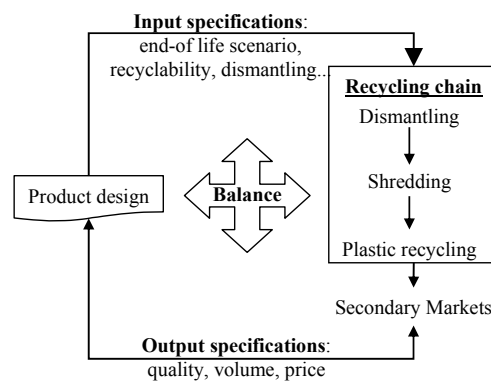 Input specifications:
end-of life scenario,
recyclability, dismantling...
Recycling chain
Dismantling
Shredding
Plastic recycling
Product design
Balance
Secondary Markets
Output specifications:
quality, volume, price